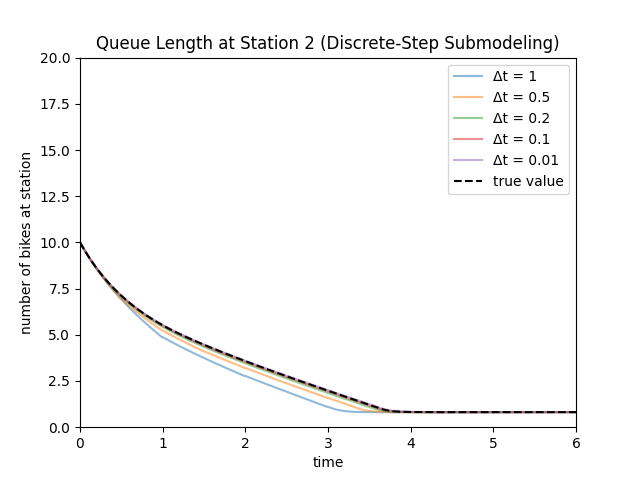 Queue Length at Station 2 (Discrete-Step Submodeling)
20.0
17.5
15.0
12.5
10.0
7.5
5.0
2.5
0.0
number of bikes at station
Δt = 1
Δt = 0.5
Δt = 0.2
Δt = 0.1
Δt = 0.01
true value
0 1 2 3 4 5 6
time